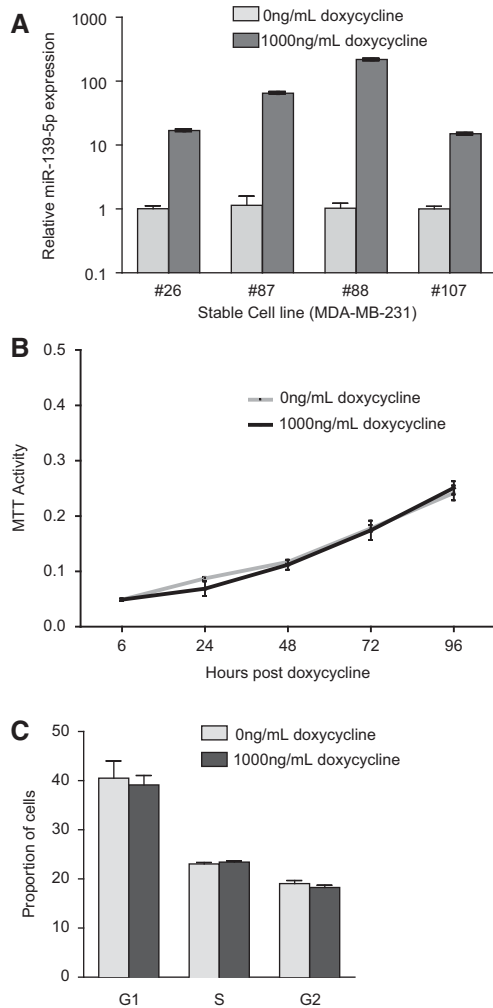 A
0ng/mL doxycycline
1000ng/mL doxycycline
Relative miR-139-5p expression
1000
100
10
1
0.1
#26 #87 #88 #107
Stable Cell line (MDA-MB-231)
B
0ng/mL doxycycline
1000ng/mL doxycycline
MTT Activity
0.5
0.4
0.3
0.2
0.1
0.0
6 24 48 72 96
Hours post doxycycline
C
0ng/mL doxycycline
1000ng/mL doxycycline
Proportion of cells
50
40
30
20
10
0
G1 S G2